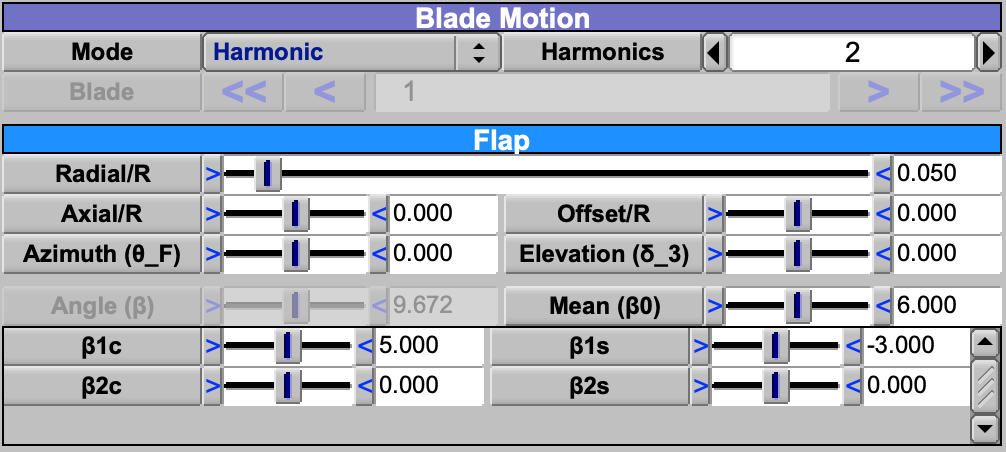 Blade Motion
Mode Harmonic Harmonics 2
Blade << < 1 > >>
Flap
Radial/R > < 0.050
Axial/R > < 0.000 Offset/R > < 0.000
Azimuth (θ_F) > < 0.000 Elevation (δ_3) > < 0.000
Angle (β) > < 9.672 Mean (β0) > < 6.000
β1c > < 5.000 β1s > < -3.000
β2c > < 0.000 β2s > < 0.000